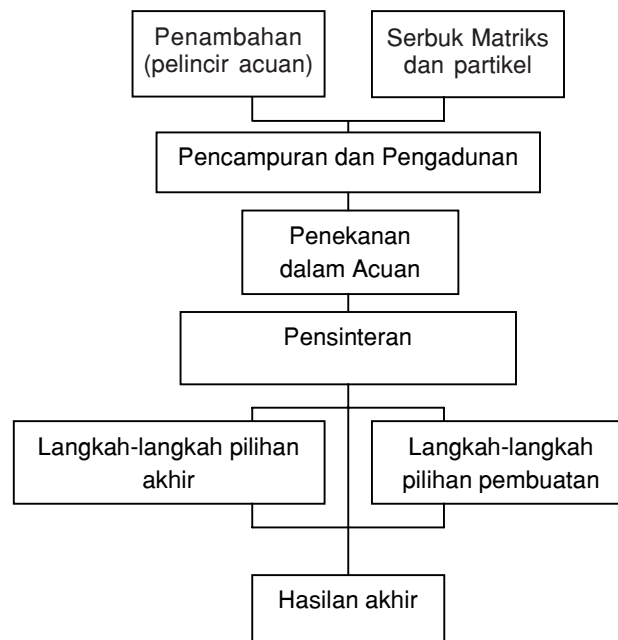 Penambahan
(pelincir acuan)
Serbuk Matriks
dan partikel
Pencampuran dan Pengadunan
Penekanan
dalam Acuan
Pensinteran
Langkah-langkah pilihan
akhir
Langkah-langkah
pilihan pembuatan
Hasilan akhir